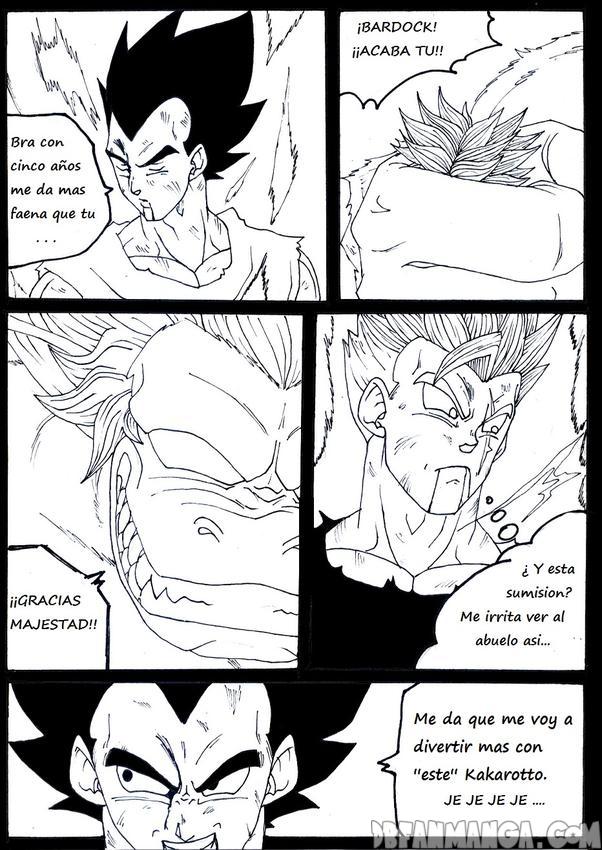 Bra con
cinco años
me da mas
faena que tu
...
¡BARDOCK!
¡¡ACABA TU!!
¡¡GRACIAS
MAJESTAD!!
¿ Y esta
sumision?
Me irrita ver al
abuelo asi...
Me da que me voy a
divertir mas con
"este" Kakarotto.
JE JE JE JE ....
DBFANMANGA.COM